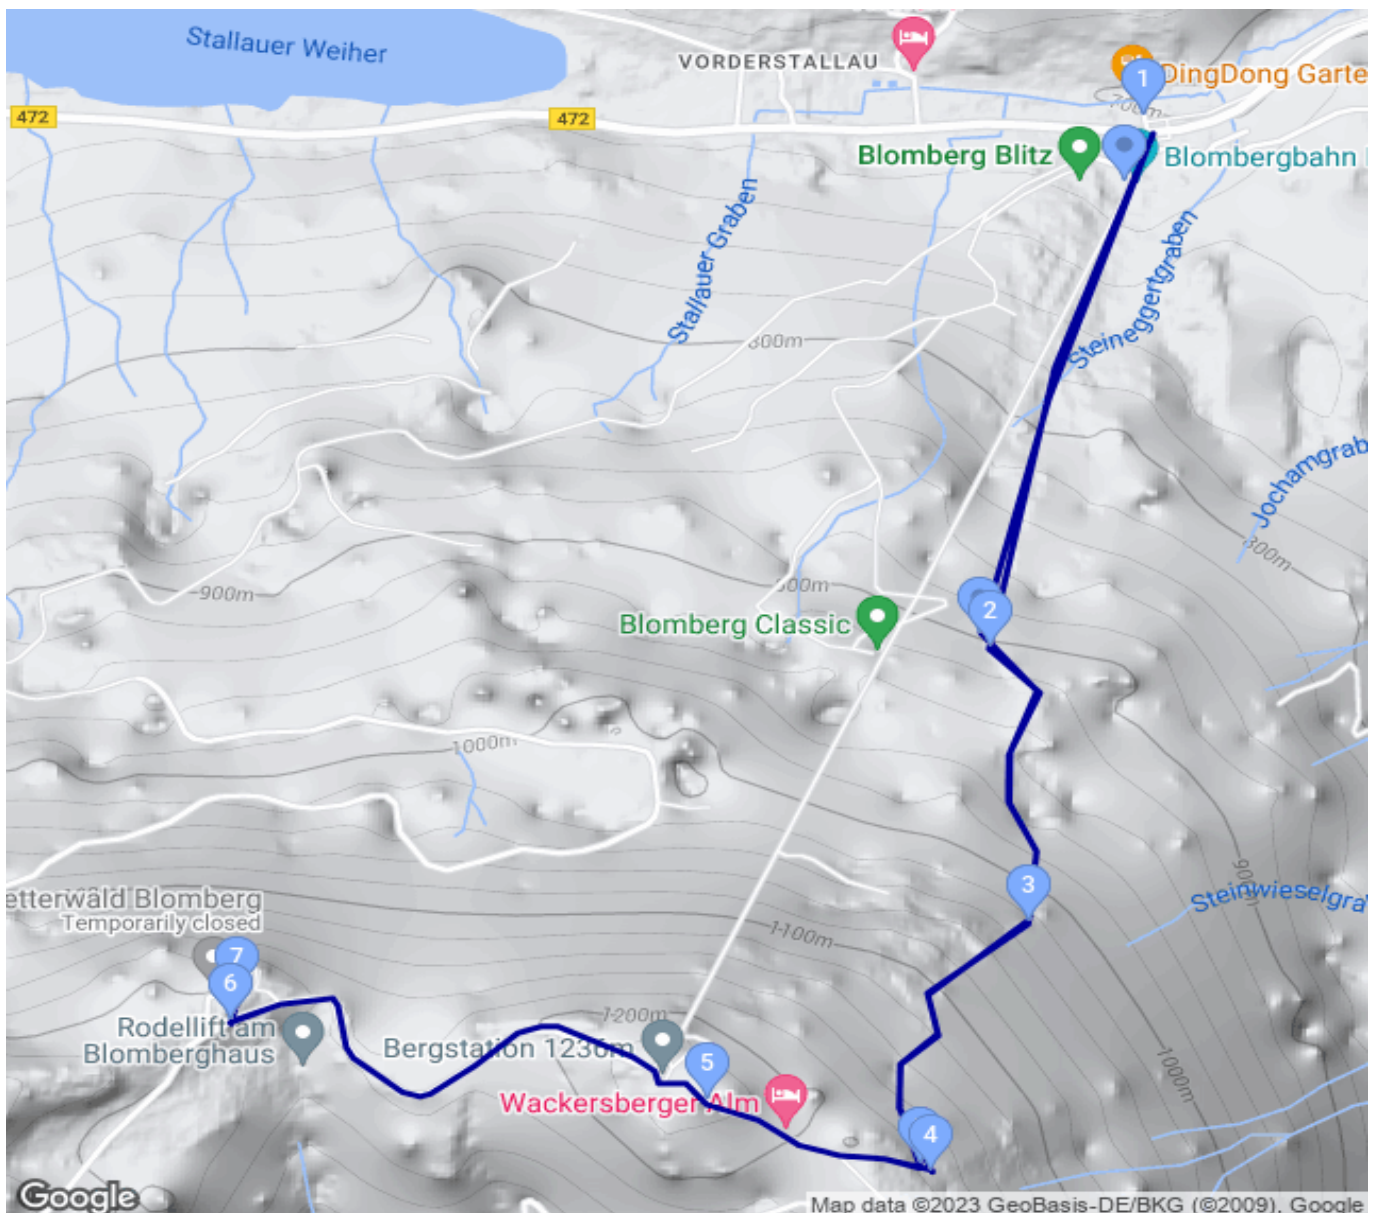 Stallauer Weiher
VORDERSTALLAU
DingDong Garte
1
700m
472
472
Blomberg Blitz
Blombergbahn
Stallauer Graben
Steineggertgraben
800m
Jochamgrab
800m
900m
Blomberg Classic
2
1000m
3
900m
Steinwieselgra
etterwald Blomberg
Temporarily closed
1100m
7
6
Rodellift am
Blomberghaus
1200m
Bergstation 1236m
5
1000m
Wackersberger Alm
4
Google
Map data ©2023 GeoBasis-DE/BKG (©2009), Google